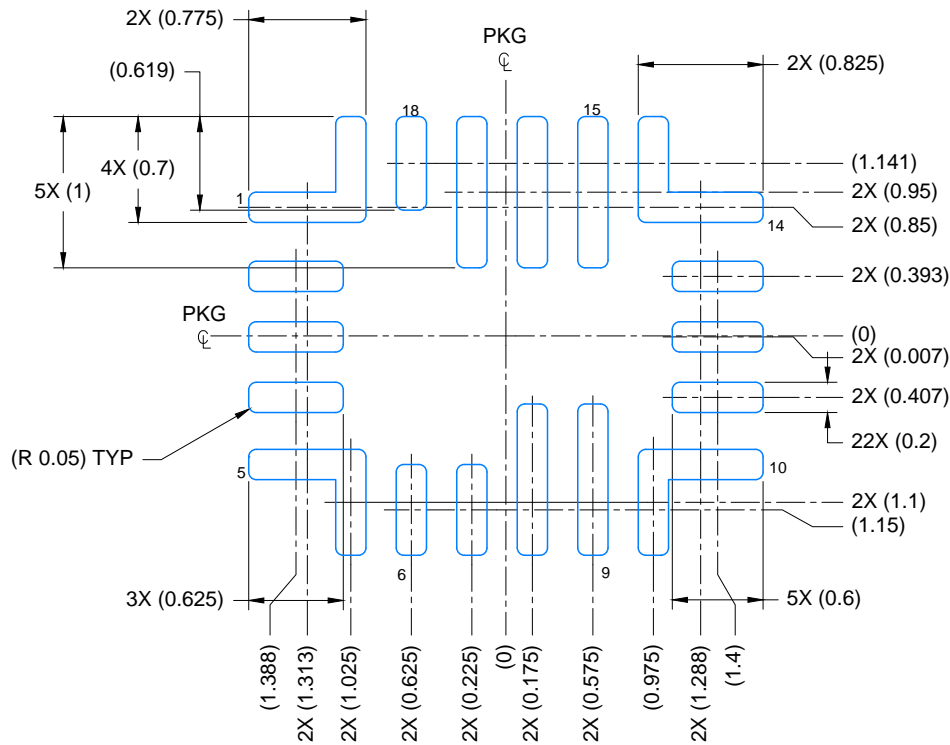 2X (0.775)
PKG
℄
(0.619)
2X (0.825)
18
15
4X (0.7)
(1.141)
5X (1)
2X (0.95)
1
14
2X (0.85)
2X (0.393)
PKG
℄
(0)
2X (0.007)
2X (0.407)
22X (0.2)
(R 0.05) TYP
5
10
2X (1.1)
(1.15)
6
9
3X (0.625)
5X (0.6)
(1.388)
2X (1.313)
2X (1.025)
2X (0.625)
2X (0.225)
(0)
2X (0.175)
2X (0.575)
(0.975)
2X (1.288)
(1.4)